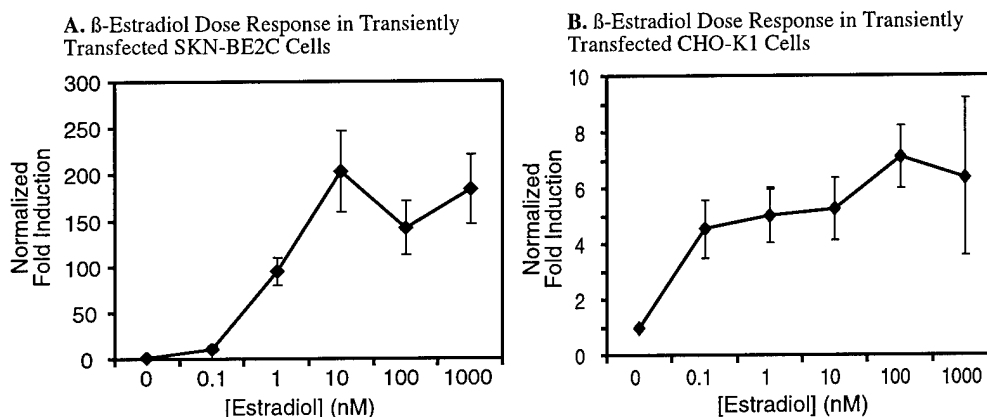 A. ß-Estradiol Dose Response in Transiently
Transfected SKN-BE2C Cells
Normalized
Fold Induction
300
250
200
150
100
50
0
0 0.1 1 10 100 1000
[Estradiol] (nM)
B. ß-Estradiol Dose Response in Transiently
Transfected CHO-K1 Cells
Normalized
Fold Induction
10
8
6
4
2
0
0 0.1 1 10 100 1000
[Estradiol] (nM)